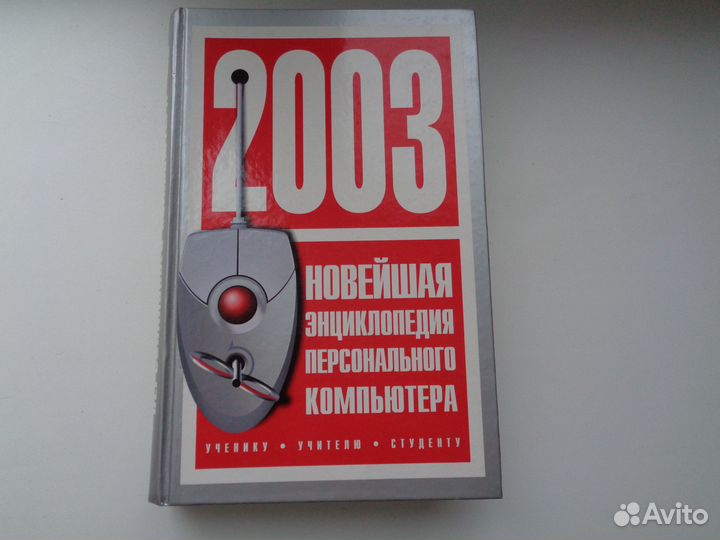 2003
НОВЕЙШАЯ
ЭНЦИКЛОПЕДИЯ
ПЕРСОНАЛЬНОГО
КОМПЬЮТЕРА
УЧЕНИКУ • УЧИТЕЛЮ • СТУДЕНТУ
Avito